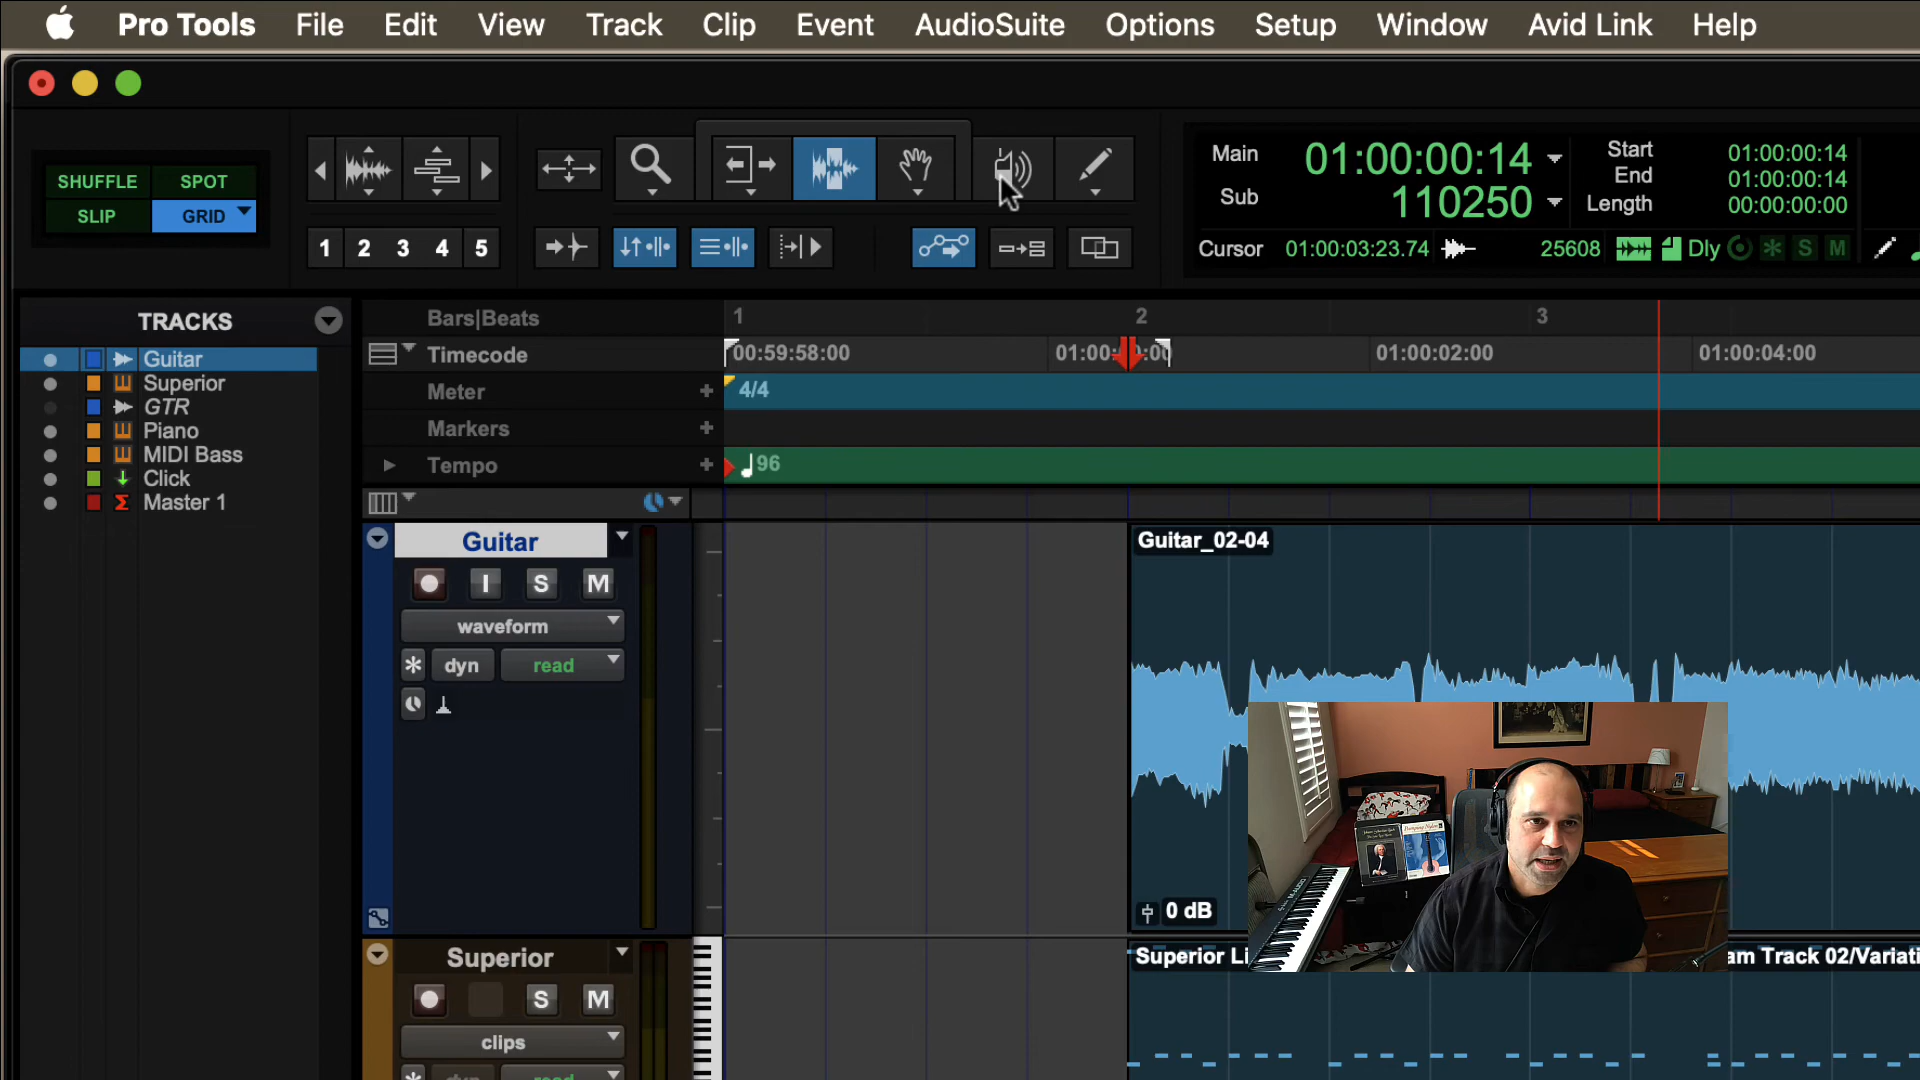 Pro Tools File Edit View Track Clip Event AudioSuite Options Setup Window Avid Link Help
SHUFFLE SPOT
SLIP GRID
1 2 3 4 5
Main 01:00:00:14
Sub 110250
Start 01:00:00:14
End 01:00:00:14
Length 00:00:00:00
Cursor 01:00:03:23.74 25608 Dly S M
TRACKS
Guitar
Superior
GTR
Piano
MIDI Bass
Click
Master 1
Bars|Beats 1 2 3
Timecode 00:59:58:00 01:00: :00 01:00:02:00 01:00:04:00
Meter 4/4
Markers
Tempo 96
Guitar
I S M
waveform
dyn read
Guitar_02-04
0 dB
Superior
S M
clips
dyn read
Superior Li am Track 02/Variati